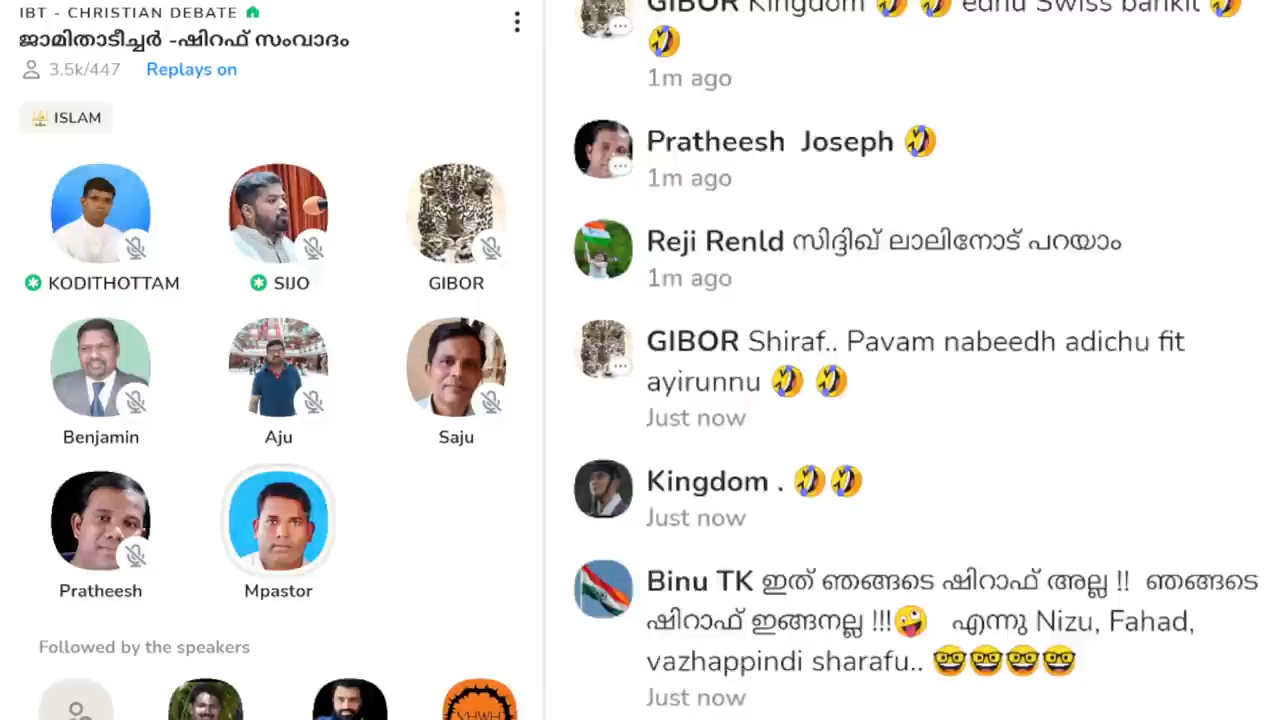 IBT - CHRISTIAN DEBATE
ജാമിതാടീച്ചർ -ഷിറഫ് സംവാദം
3.5k/447 Replays on
ISLAM
KODITHOTTAM SIJO GIBOR
Benjamin Aju Saju
Pratheesh Mpastor
Followed by the speakers
YHWH
GIBOR Kingdom 🤣 🤣 ednu Swiss bankil 🤣
🤣
1m ago
Pratheesh Joseph 🤣
1m ago
Reji Renld സിദ്ദിഖ് ലാലിനോട് പറയാം
1m ago
GIBOR Shiraf.. Pavam nabeedh adichu fit
ayirunnu 🤣 🤣
Just now
Kingdom . 🤣🤣
Just now
Binu TK ഇത് ഞങ്ങടെ ഷിറാഫ് അല്ല !! ഞങ്ങടെ
ഷിറാഫ് ഇങ്ങനല്ല !!!🤪 എന്നു Nizu, Fahad,
vazhappindi sharafu.. 🤓🤓🤓🤓
Just now